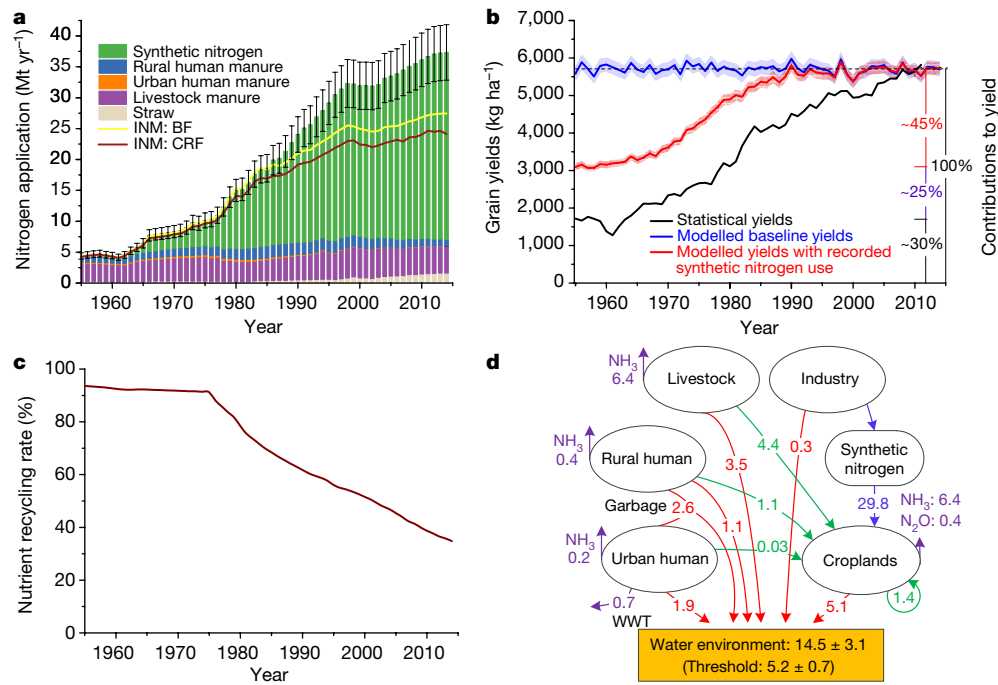 a
Nitrogen application (Mt yr⁻¹)
40
35
30
25
20
15
10
5
0
Synthetic nitrogen
Rural human manure
Urban human manure
Livestock manure
Straw
INM: BF
INM: CRF
1960 1970 1980 1990 2000 2010
Year
b
Grain yields (kg ha⁻¹)
7,000
6,000
5,000
4,000
3,000
2,000
1,000
0
Statistical yields
Modelled baseline yields
Modelled yields with recorded
synthetic nitrogen use
~45%
100%
~25%
~30%
Contributions to yield
1960 1970 1980 1990 2000 2010
Year
c
Nutrient recycling rate (%)
100
80
60
40
20
0
1960 1970 1980 1990 2000 2010
Year
d
NH₃
6.4
Livestock
Industry
NH₃
0.4
Rural human
4.4
0.3
Synthetic
nitrogen
3.5
29.8
NH₃: 6.4
N₂O: 0.4
Garbage
2.6
1.1
1.1
NH₃
0.2
Urban human
0.03
Croplands
0.7
WWT
1.9
5.1
1.4
Water environment: 14.5 ± 3.1
(Threshold: 5.2 ± 0.7)